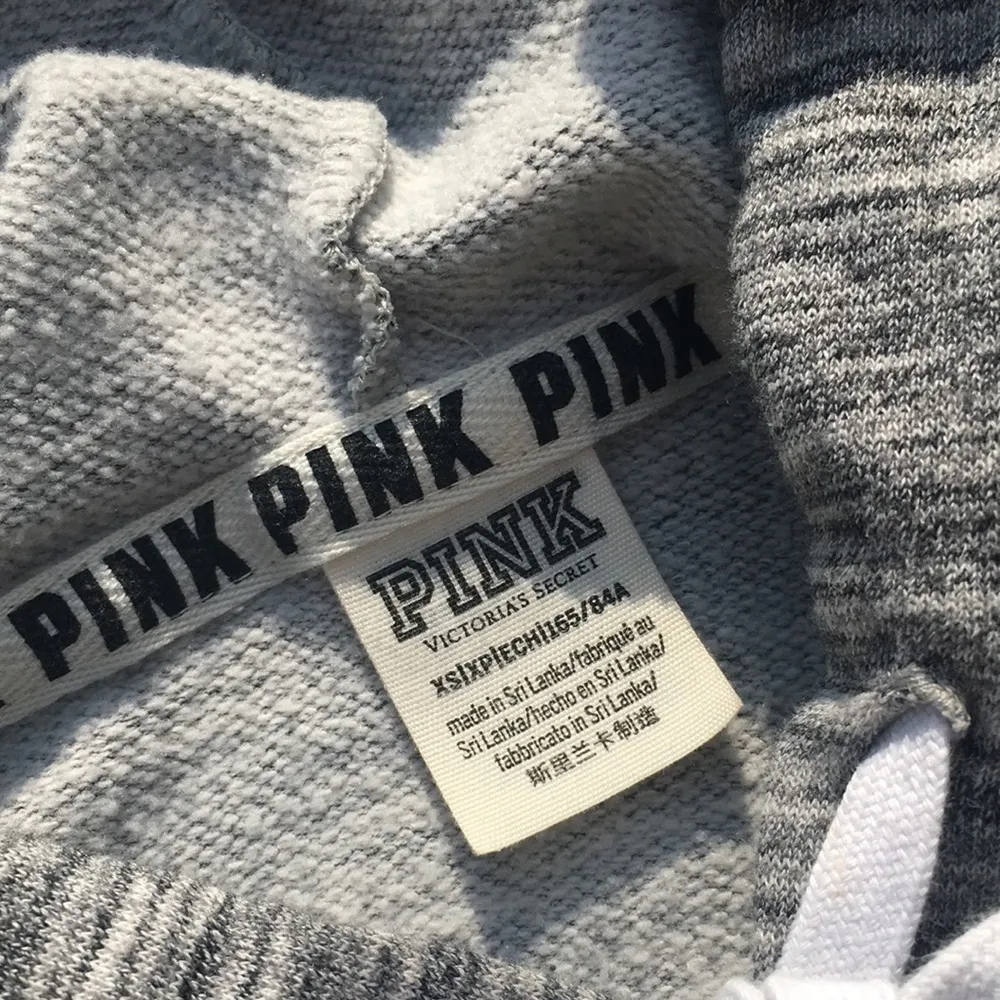 PINK PINK PINK
PINK
VICTORIA'S SECRET
XS|XP|ECH|165/84A
made in Sri Lanka/fabriqué au
Sri Lanka/hecho en Sri Lanka/
fabbricato in Sri Lanka/
斯里兰卡制造